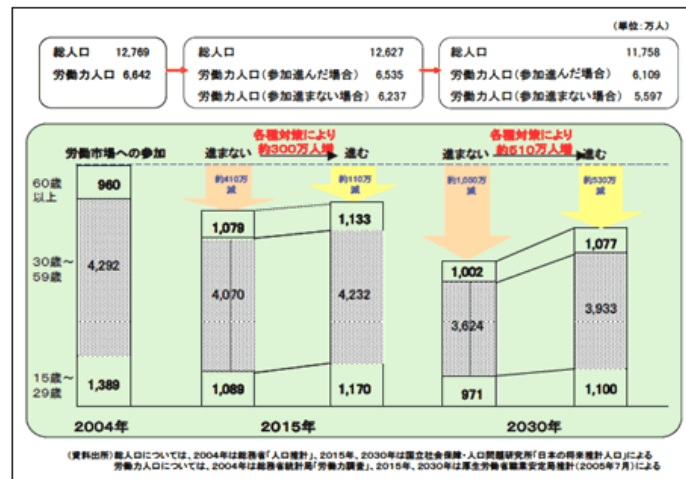 (単位:万人)
総人口 12,769
労働力人口 6,642
総人口 12,627
労働力人口(参加進んだ場合) 6,535
労働力人口(参加進まない場合) 6,237
総人口 11,758
労働力人口(参加進んだ場合) 6,109
労働力人口(参加進まない場合) 5,597
労働市場への参加
進まない
各種対策により
約300万人増
進む
進まない
各種対策により
約510万人増
進む
約410万
減
約110万
減
約1,050万
減
約530万
減
60歳
以上
30歳~
59歳
15歳~
29歳
960
4,292
1,389
1,079
4,070
1,089
1,133
4,232
1,170
1,002
3,624
971
1,077
3,933
1,100
2004年
2015年
2030年
(資料出所)総人口については、2004年は総務省「人口推計」、2015年、2030年は国立社会保障・人口問題研究所「日本の将来推計人口」による
労働力人口については、2004年は総務省統計局「労働力調査」、2015年、2030年は厚生労働省職業安定局推計(2005年7月)による